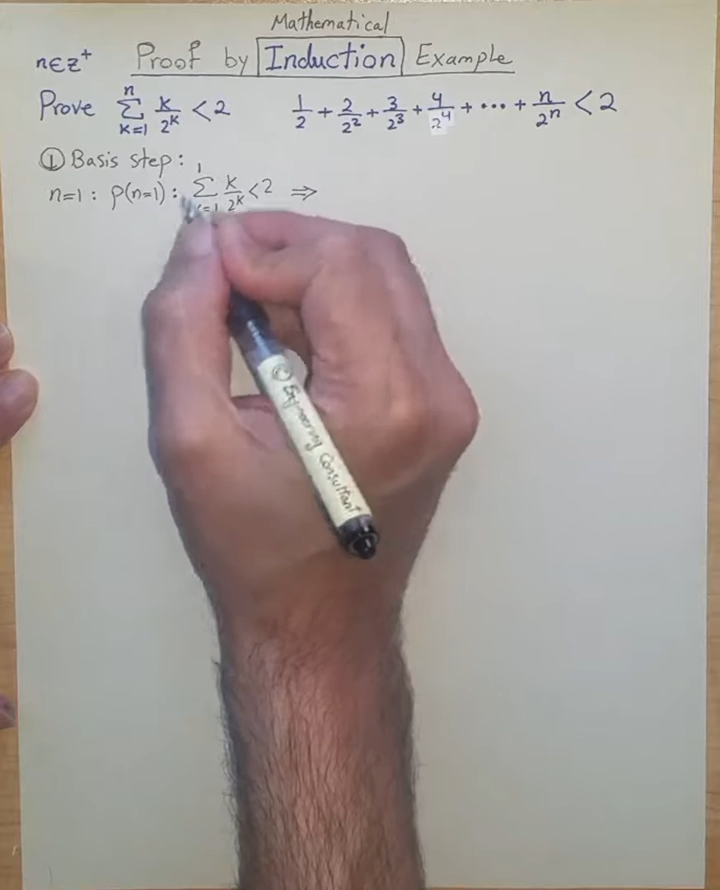 Mathematical
n∈Z⁺ Proof by Induction Example
Prove ∑_{k=1}^{n} k/2^k < 2   1/2 + 2/2² + 3/2³ + 4/2⁴ + ··· + n/2ⁿ < 2
① Basis step:
n=1 : P(n=1) : ∑_{k=1}^{1} k/2^k < 2 ⇒
© Engineering Consultant